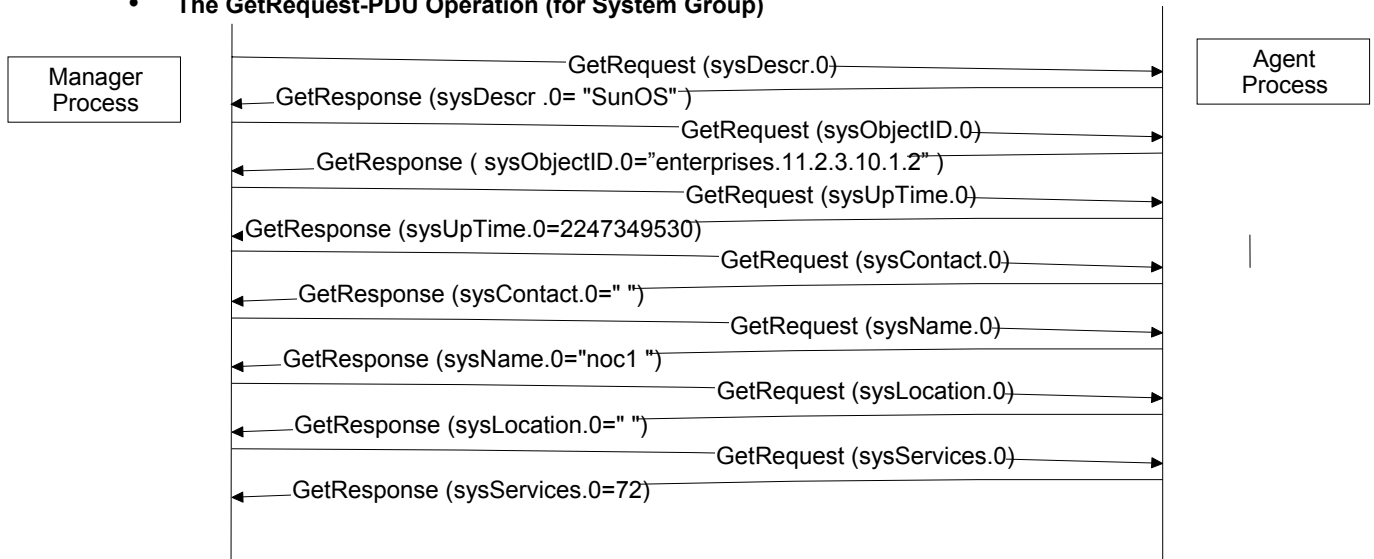 • The GetRequest-PDU Operation (for System Group)
Manager
Process
Agent
Process
GetRequest (sysDescr.0)
GetResponse (sysDescr .0= "SunOS" )
GetRequest (sysObjectID.0)
GetResponse ( sysObjectID.0=”enterprises.11.2.3.10.1.2” )
GetRequest (sysUpTime.0)
GetResponse (sysUpTime.0=2247349530)
GetRequest (sysContact.0)
GetResponse (sysContact.0=" ")
GetRequest (sysName.0)
GetResponse (sysName.0="noc1 ")
GetRequest (sysLocation.0)
GetResponse (sysLocation.0=" ")
GetRequest (sysServices.0)
GetResponse (sysServices.0=72)